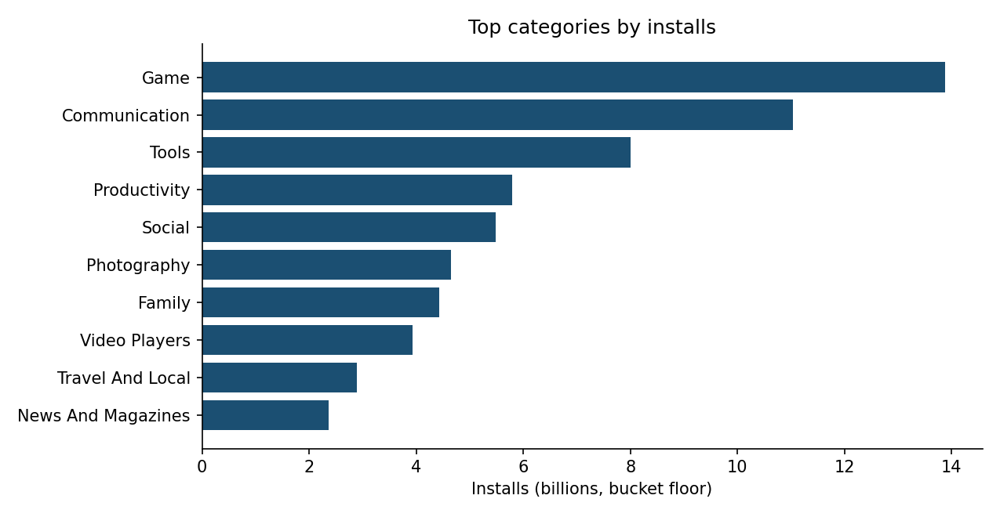 Top categories by installs
Game
Communication
Tools
Productivity
Social
Photography
Family
Video Players
Travel And Local
News And Magazines
0 2 4 6 8 10 12 14
Installs (billions, bucket floor)